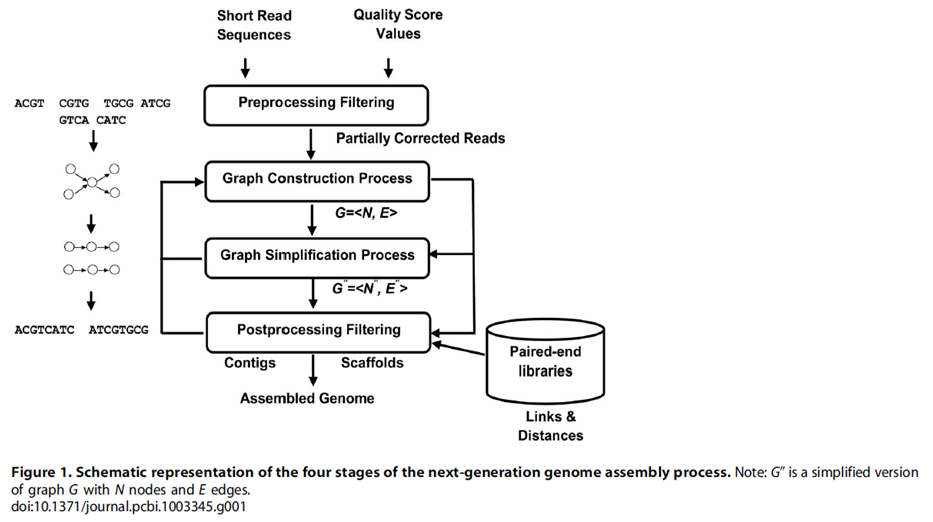 Short Read
Sequences
Quality Score
Values
Preprocessing Filtering
ACGT CGTG TGCG ATCG
GTCA CATC
Partially Corrected Reads
Graph Construction Process
G=<N, E>
Graph Simplification Process
G''=<N'', E''>
Postprocessing Filtering
ACGTCATC ATCGTGCG
Contigs
Scaffolds
Assembled Genome
Paired-end
libraries
Links &
Distances
Figure 1. Schematic representation of the four stages of the next-generation genome assembly process. Note: G″ is a simplified version
of graph G with N nodes and E edges.
doi:10.1371/journal.pcbi.1003345.g001